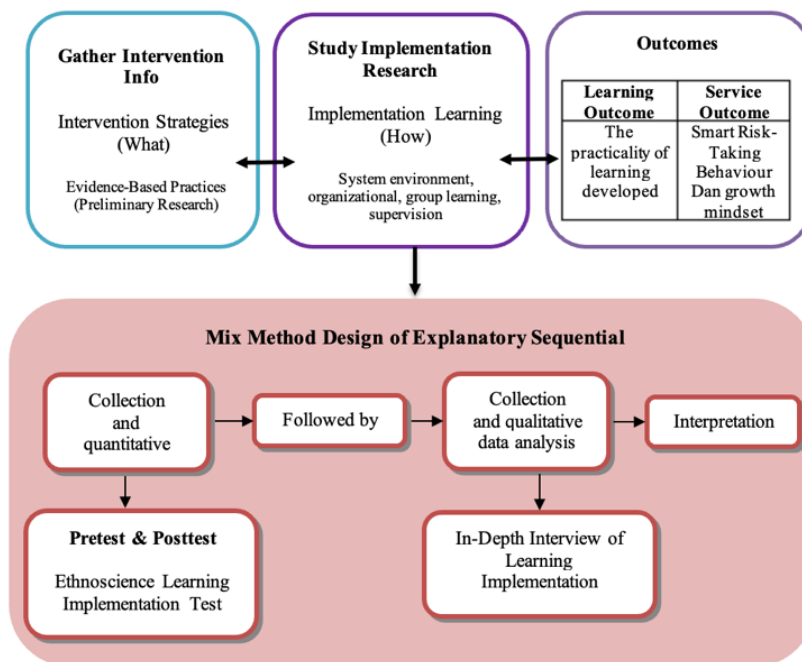 Gather Intervention
Info
Intervention Strategies
(What)
Evidence-Based Practices
(Preliminary Research)
Study Implementation
Research
Implementation Learning
(How)
System environment,
organizational, group learning,
supervision
Outcomes
Learning
Outcome
Service
Outcome
The
practicality of
learning
developed
Smart Risk-
Taking
Behaviour
Dan growth
mindset
Mix Method Design of Explanatory Sequential
Collection
and
quantitative
Followed by
Collection
and qualitative
data analysis
Interpretation
Pretest & Posttest
Ethnoscience Learning
Implementation Test
In-Depth Interview of
Learning
Implementation